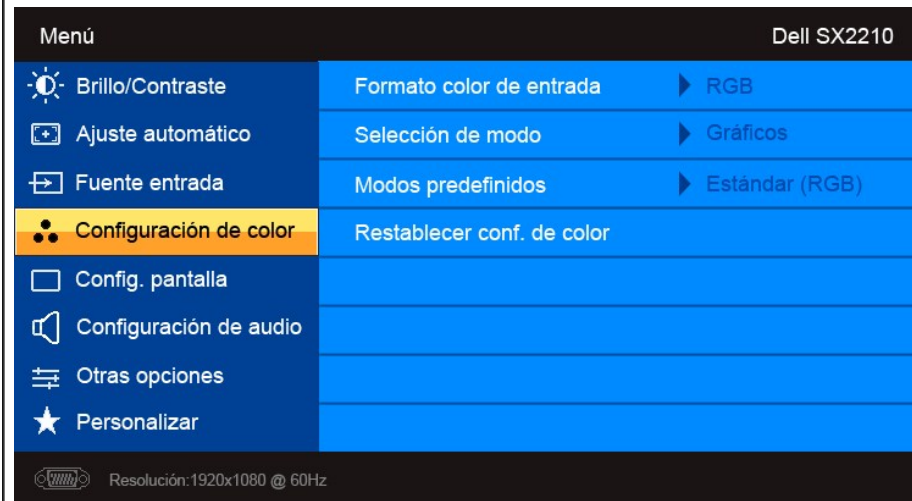 Menú Dell SX2210
Brillo/Contraste Formato color de entrada RGB
Ajuste automático Selección de modo Gráficos
Fuente entrada Modos predefinidos Estándar (RGB)
Configuración de color Restablecer conf. de color
Config. pantalla
Configuración de audio
Otras opciones
Personalizar
Resolución:1920x1080 @ 60Hz